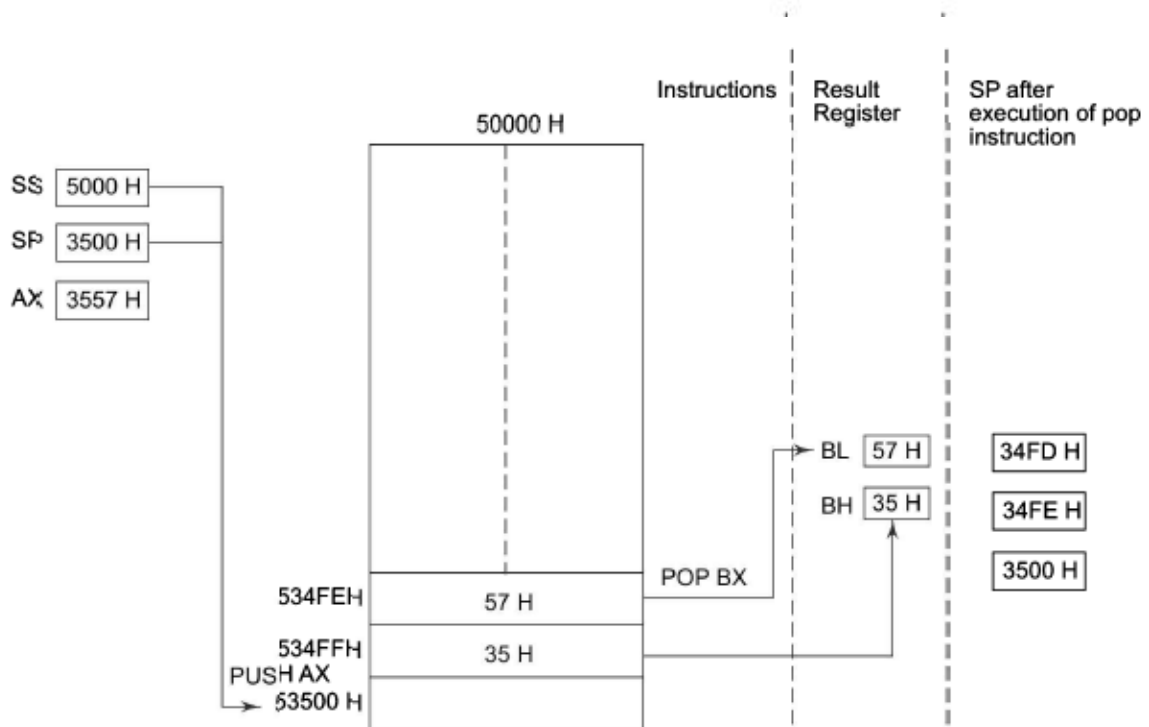 Instructions
Result
Register
SP after
execution of pop
instruction
50000 H
SS 5000 H
SP 3500 H
AX 3557 H
BL 57 H
34FD H
BH 35 H
34FE H
3500 H
POP BX
534FEH 57 H
534FFH 35 H
PUSH AX
53500 H